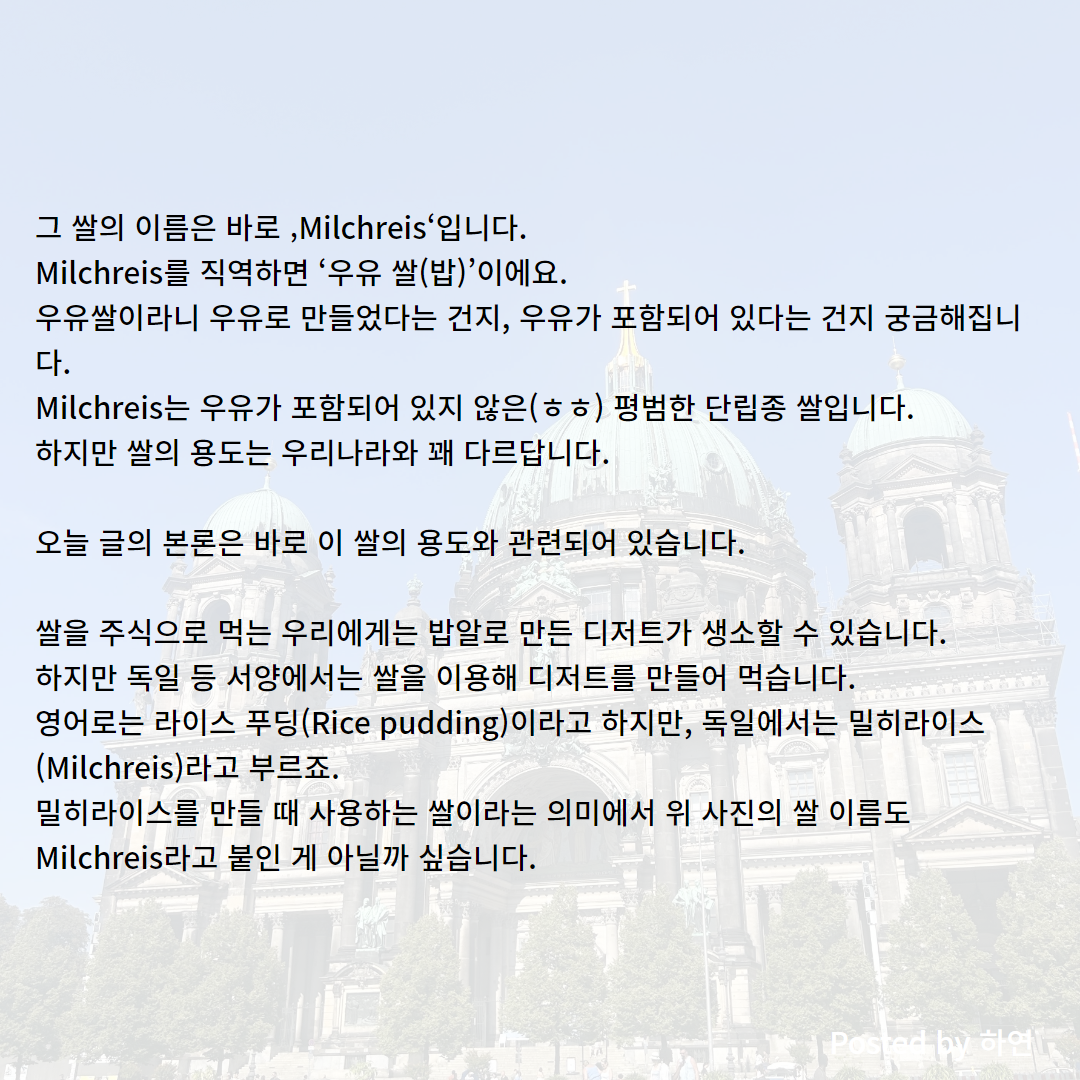 그 쌀의 이름은 바로 ‚Milchreis‘입니다.
Milchreis를 직역하면 ‘우유 쌀(밥)’이에요.
우유쌀이라니 우유로 만들었다는 건지, 우유가 포함되어 있다는 건지 궁금해집니
다.
Milchreis는 우유가 포함되어 있지 않은(ㅎㅎ) 평범한 단립종 쌀입니다.
하지만 쌀의 용도는 우리나라와 꽤 다르답니다.
오늘 글의 본론은 바로 이 쌀의 용도와 관련되어 있습니다.
쌀을 주식으로 먹는 우리에게는 밥알로 만든 디저트가 생소할 수 있습니다.
하지만 독일 등 서양에서는 쌀을 이용해 디저트를 만들어 먹습니다.
영어로는 라이스 푸딩(Rice pudding)이라고 하지만, 독일에서는 밀히라이스
(Milchreis)라고 부르죠.
밀히라이스를 만들 때 사용하는 쌀이라는 의미에서 위 사진의 쌀 이름도
Milchreis라고 붙인 게 아닐까 싶습니다.
Posted by 하연